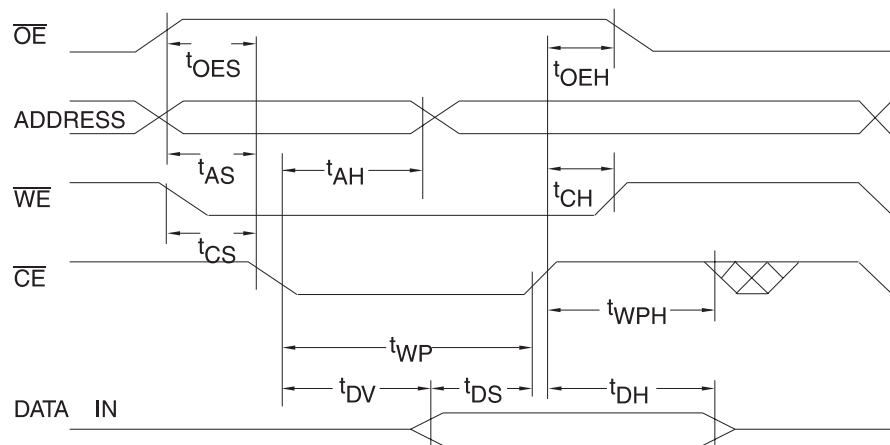 OE
tOES
tOEH
ADDRESS
tAS
tAH
tCH
WE
tCS
CE
tWPH
tWP
tDV
tDS
tDH
DATA IN